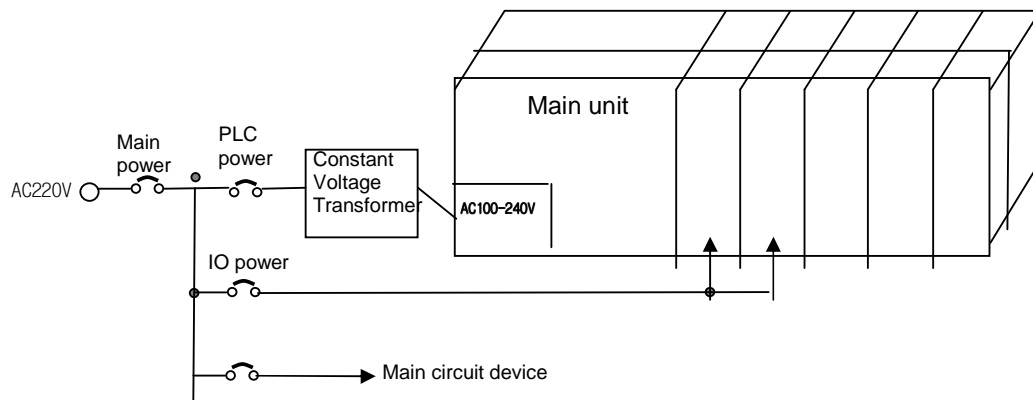 Main unit
Main
power
PLC
power
Constant
Voltage
Transformer
AC220V
AC100-240V
IO power
Main circuit device